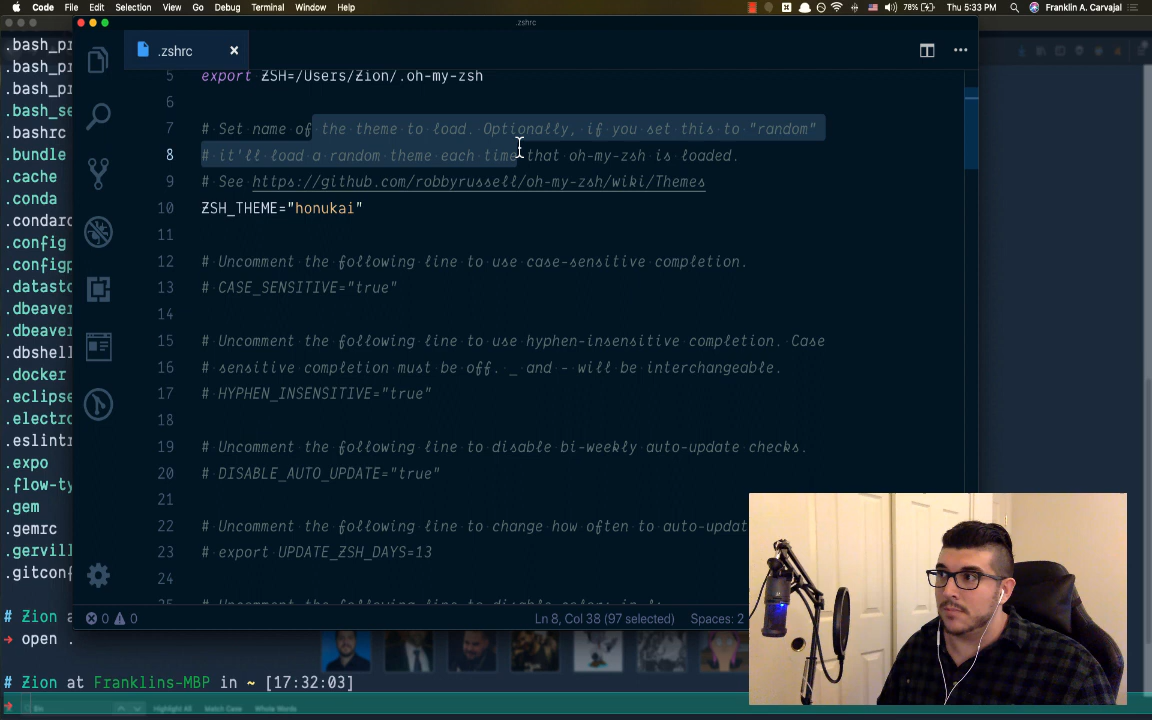 Code File Edit Selection View Go Debug Terminal Window Help 78% Thu 5:33 PM Franklin A. Carvajal
.zshrc
.zshrc
5 export ZSH=/Users/Zion/.oh-my-zsh
6
7 # Set name of the theme to load. Optionally, if you set this to "random"
8 # it'll load a random theme each time that oh-my-zsh is loaded.
9 # See https://github.com/robbyrussell/oh-my-zsh/wiki/Themes
10 ZSH_THEME="honukai"
11
12 # Uncomment the following line to use case-sensitive completion.
13 # CASE_SENSITIVE="true"
14
15 # Uncomment the following line to use hyphen-insensitive completion. Case
16 # sensitive completion must be off. _ and - will be interchangeable.
17 # HYPHEN_INSENSITIVE="true"
18
19 # Uncomment the following line to disable bi-weekly auto-update checks.
20 # DISABLE_AUTO_UPDATE="true"
21
22 # Uncomment the following line to change how often to auto-updat
23 # export UPDATE_ZSH_DAYS=13
24
0 0 Ln 8, Col 38 (97 selected) Spaces: 2
.bash_pr
.bash_pr
.bash_pr
.bash_se
.bashrc
.bundle
.cache
.conda
.condarc
.config
.configp
.datasto
.dbeaver
.dbeaver
.dbshell
.docker
.eclipse
.electro
.eslintr
.expo
.flow-ty
.gem
.gemrc
.gervill
.gitconf
# Zion at
→ open .
# Zion at Franklins-MBP in ~ [17:32:03]
→
Highlight All Match Case Whole Words